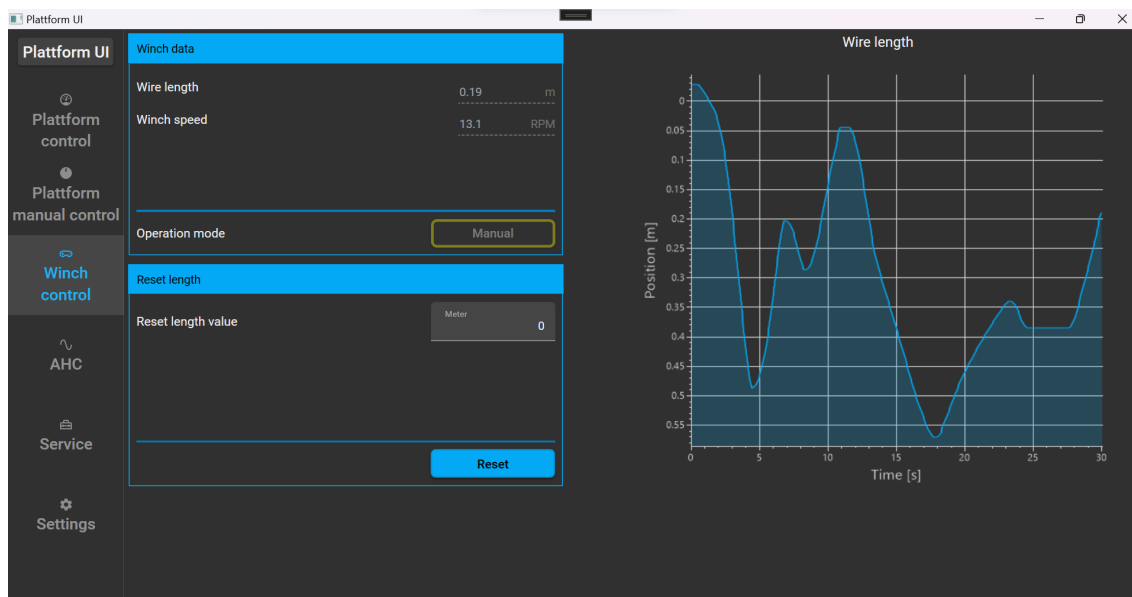 Plattform UI
Plattform UI
Plattform
control
Plattform
manual control
Winch
control
AHC
Service
Settings
Winch data
Wire length
0.19 m
Winch speed
13.1 RPM
Operation mode
Manual
Reset length
Reset length value
Meter
0
Reset
Wire length
Position [m]
0
0.05
0.1
0.15
0.2
0.25
0.3
0.35
0.4
0.45
0.5
0.55
0 5 10 15 20 25 30
Time [s]